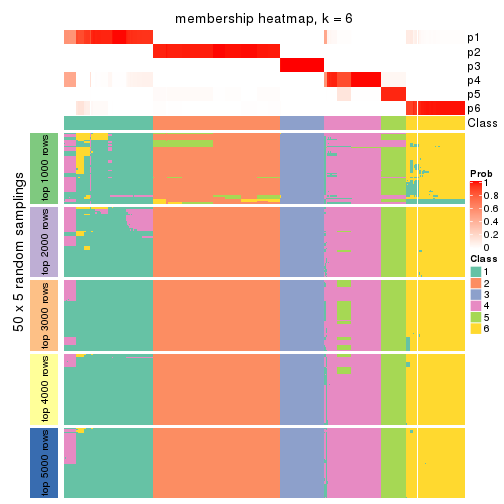 membership heatmap, k = 6
p1
p2
p3
p4
p5
p6
Class
50 x 5 random samplings
top 1000 rows
top 2000 rows
top 3000 rows
top 4000 rows
top 5000 rows
Prob
1
0.8
0.6
0.4
0.2
0
Class
1
2
3
4
5
6